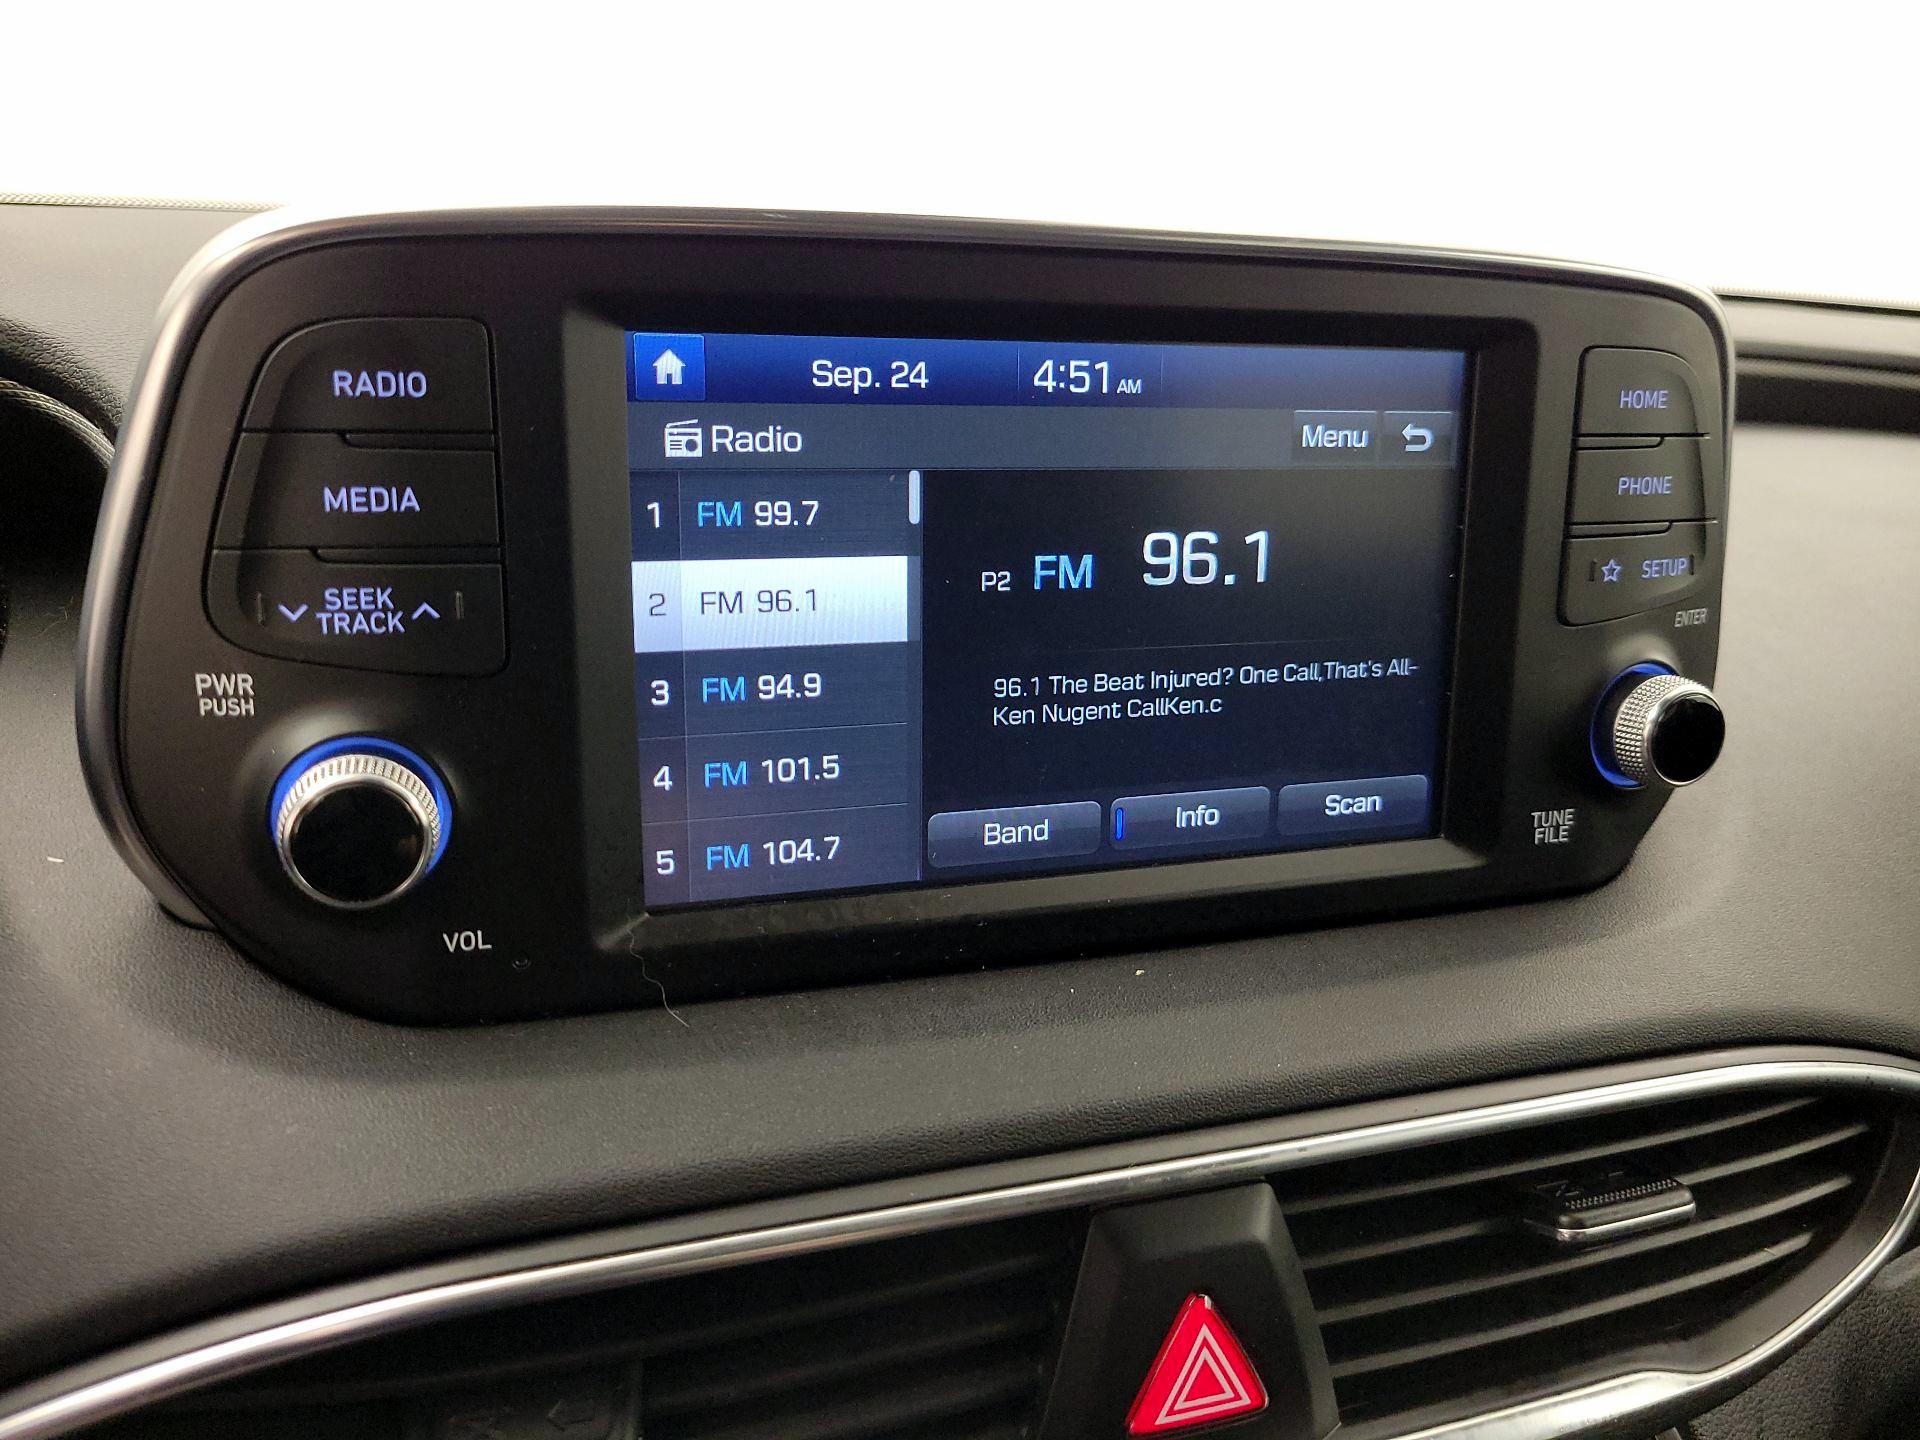 RADIO
MEDIA
SEEK
TRACK
PWR
PUSH
VOL
Sep. 24 4:51 AM
Radio Menu
1 FM 99.7
2 FM 96.1
3 FM 94.9
4 FM 101.5
5 FM 104.7
P2 FM 96.1
96.1 The Beat Injured? One Call,That's All-
Ken Nugent CallKen.c
Band Info Scan
HOME
PHONE
SETUP
ENTER
TUNE
FILE